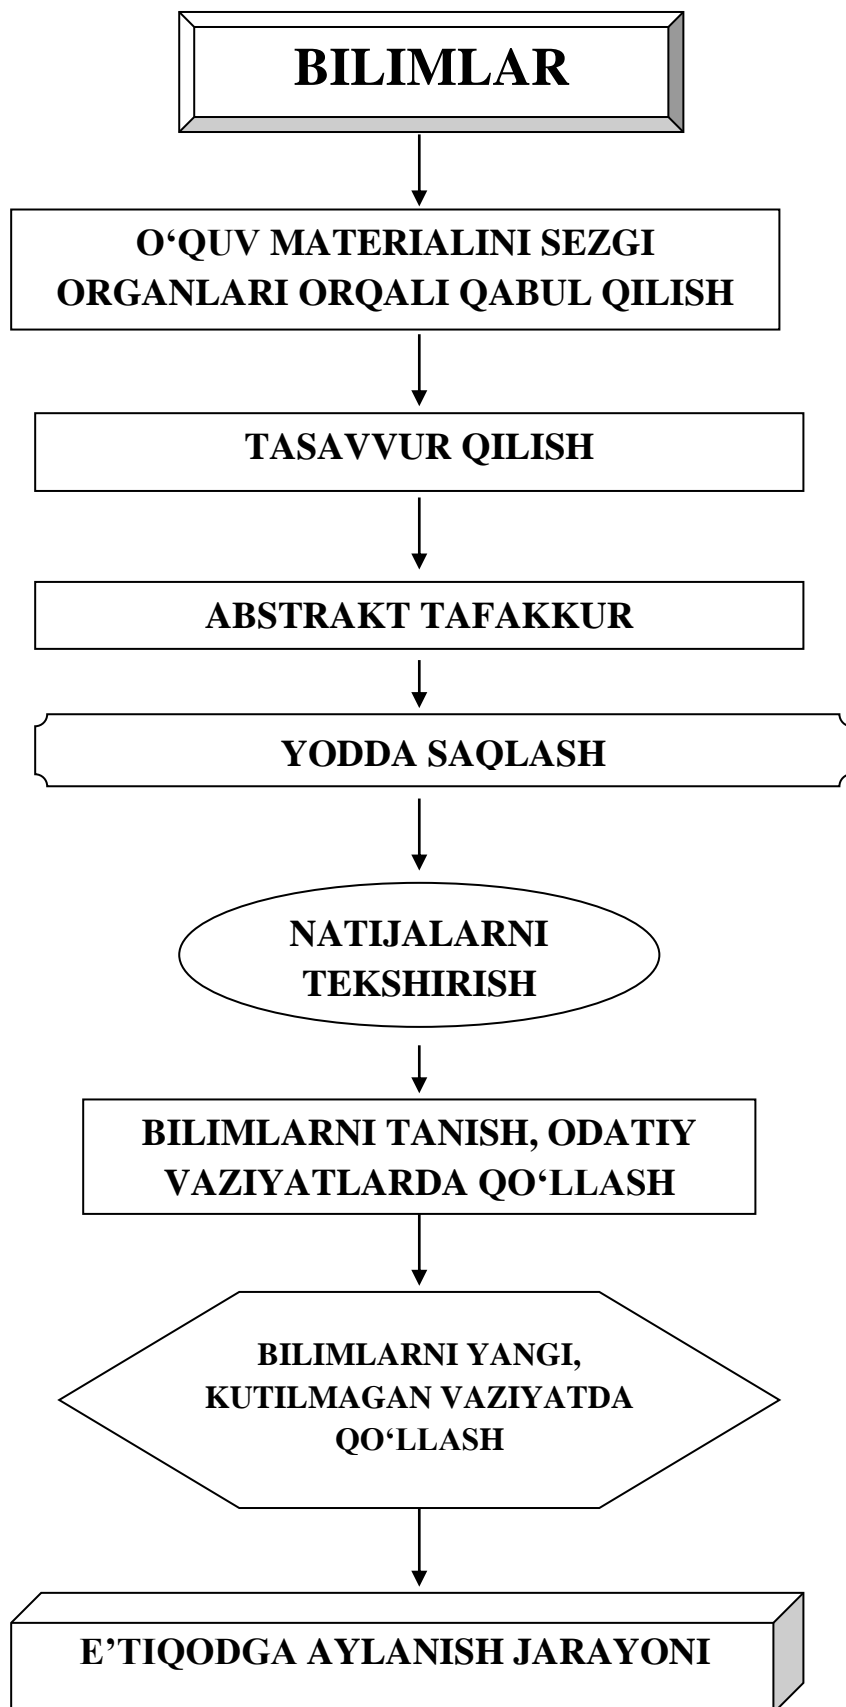 BILIMLAR
O‘QUV MATERIALINI SEZGI
ORGANLARI ORQALI QABUL QILISH
TASAVVUR QILISH
ABSTRAKT TAFAKKUR
YODDA SAQLASH
NATIJALARNI
TEKSHIRISH
BILIMLARNI TANISH, ODATIY
VAZIYATLARDA QO‘LLASH
BILIMLARNI YANGI,
KUTILMAGAN VAZIYATDA
QO‘LLASH
E’TIQODGA AYLANISH JARAYONI